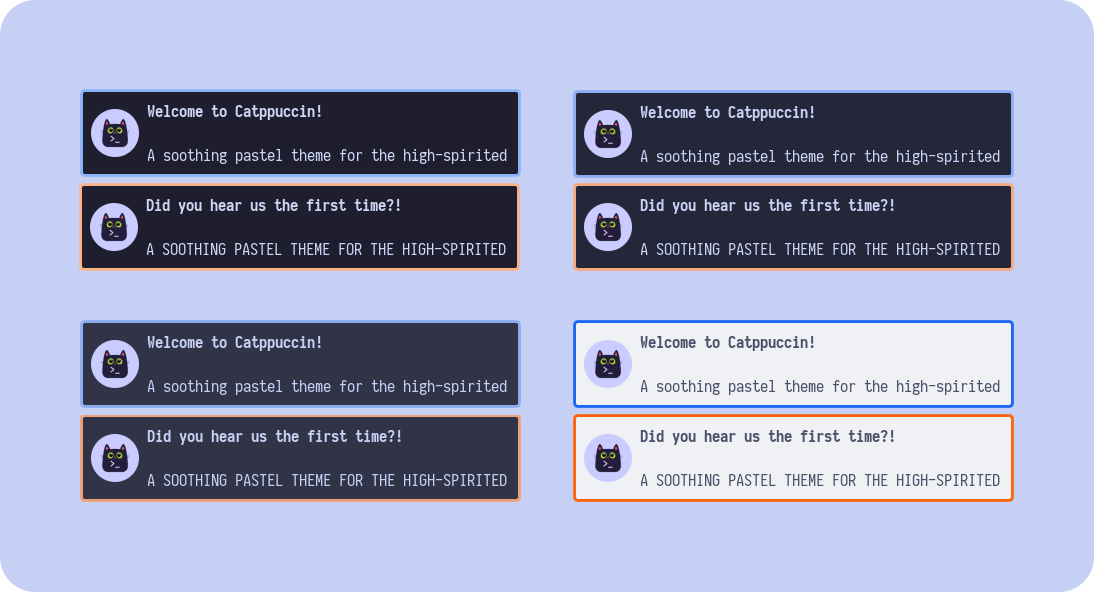 Welcome to Catppuccin!
A soothing pastel theme for the high-spirited
Did you hear us the first time?!
A SOOTHING PASTEL THEME FOR THE HIGH-SPIRITED
Welcome to Catppuccin!
A soothing pastel theme for the high-spirited
Did you hear us the first time?!
A SOOTHING PASTEL THEME FOR THE HIGH-SPIRITED
Welcome to Catppuccin!
A soothing pastel theme for the high-spirited
Did you hear us the first time?!
A SOOTHING PASTEL THEME FOR THE HIGH-SPIRITED
Welcome to Catppuccin!
A soothing pastel theme for the high-spirited
Did you hear us the first time?!
A SOOTHING PASTEL THEME FOR THE HIGH-SPIRITED